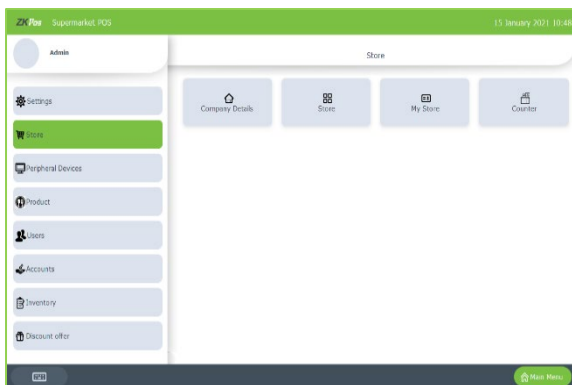 ZKPos Supermarket POS 15 January 2021 10:48
Admin
Store
Settings
Store
Peripheral Devices
Product
Users
Accounts
Inventory
Discount offer
Company Details
Store
My Store
Counter
Main Menu